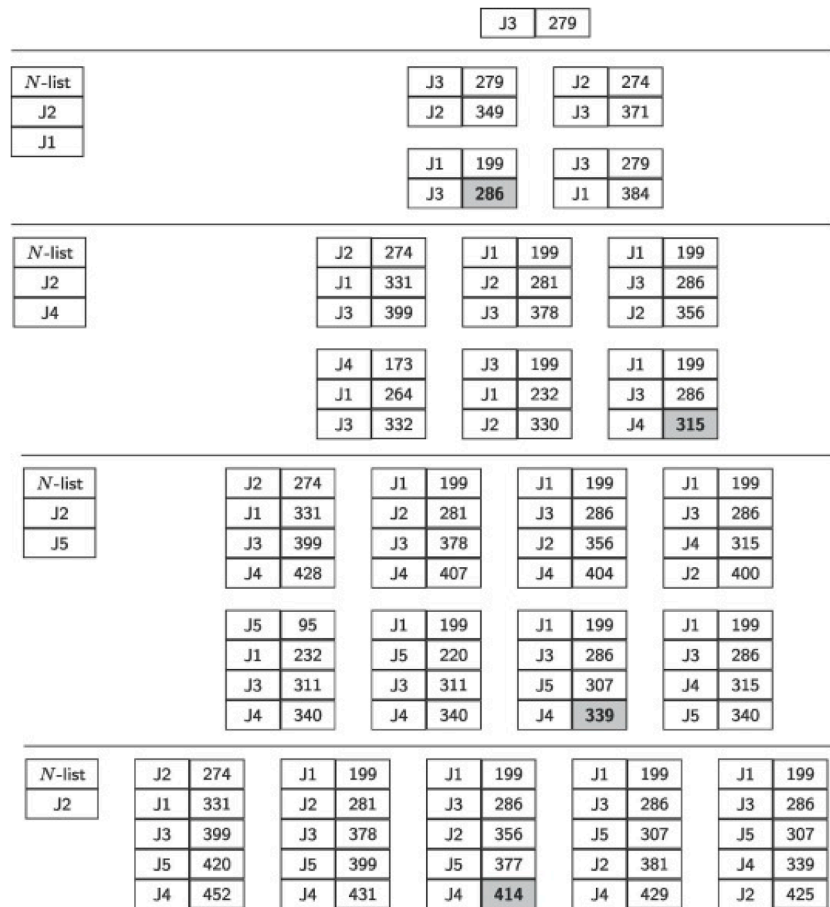 J3 279
N-list J3 279 J2 274
J2 J2 349 J3 371
J1
J1 199 J3 279
J3 286 J1 384
N-list J2 274 J1 199 J1 199
J2 J1 331 J2 281 J3 286
J4 J3 399 J3 378 J2 356
J4 173 J3 199 J1 199
J1 264 J1 232 J3 286
J3 332 J2 330 J4 315
N-list J2 274 J1 199 J1 199 J1 199
J2 J1 331 J2 281 J3 286 J3 286
J5 J3 399 J3 378 J2 356 J4 315
J4 428 J4 407 J4 404 J2 400
J5 95 J1 199 J1 199 J1 199
J1 232 J5 220 J3 286 J3 286
J3 311 J3 311 J5 307 J4 315
J4 340 J4 340 J4 339 J5 340
N-list J2 274 J1 199 J1 199 J1 199 J1 199
J2 J1 331 J2 281 J3 286 J3 286 J3 286
J3 399 J3 378 J2 356 J5 307 J5 307
J5 420 J5 399 J5 377 J2 381 J4 339
J4 452 J4 431 J4 414 J4 429 J2 425